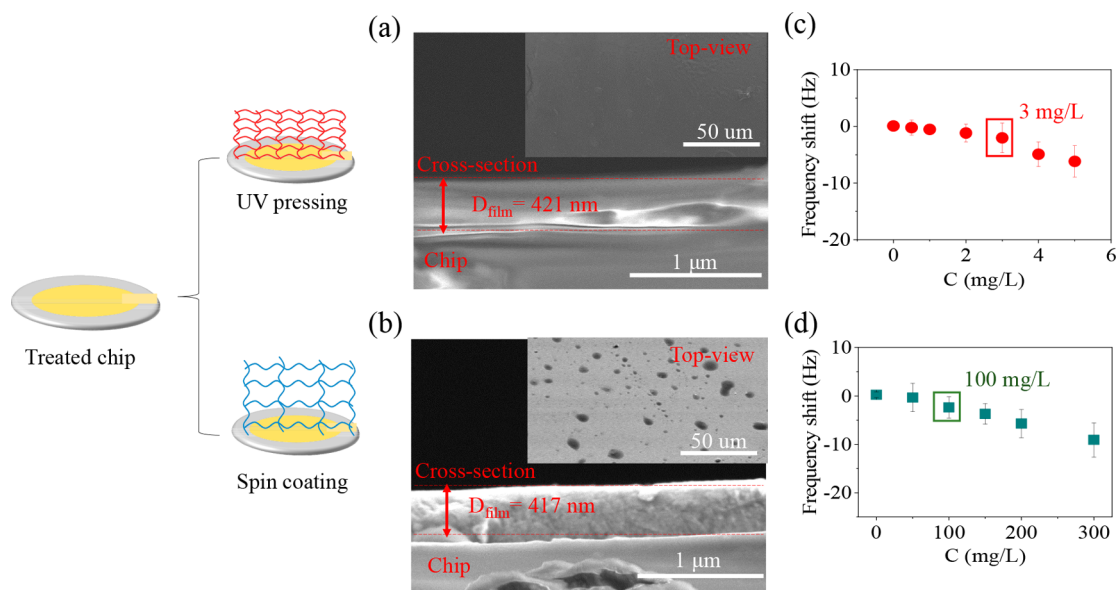 (a)
Top-view
50 um
Cross-section
D_film = 421 nm
Chip
1 μm
(c)
10
0
-10
-20
Frequency shift (Hz)
3 mg/L
0
2
4
6
C (mg/L)
UV pressing
Treated chip
Spin coating
(b)
Top-view
50 um
Cross-section
D_film = 417 nm
Chip
1 μm
(d)
10
0
-10
-20
Frequency shift (Hz)
100 mg/L
0
100
200
300
C (mg/L)